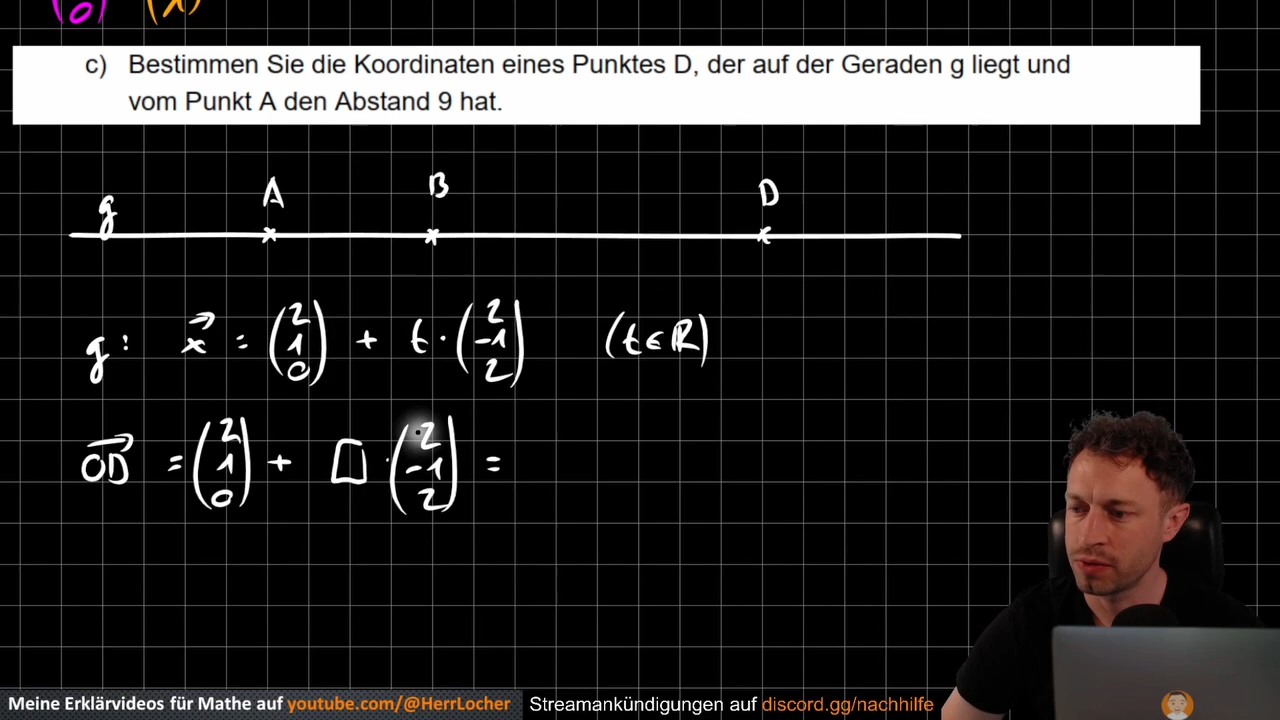 0 (x)
c) Bestimmen Sie die Koordinaten eines Punktes D, der auf der Geraden g liegt und
vom Punkt A den Abstand 9 hat.
g A B D
g: x⃗ = (2 1 0) + t · (2 -1 2) (t∈ℝ)
OD⃗ = (2 1 0) + □ · (2 -1 2) =
Meine Erklärvideos für Mathe auf youtube.com/@HerrLocher Streamankündigungen auf discord.gg/nachhilfe